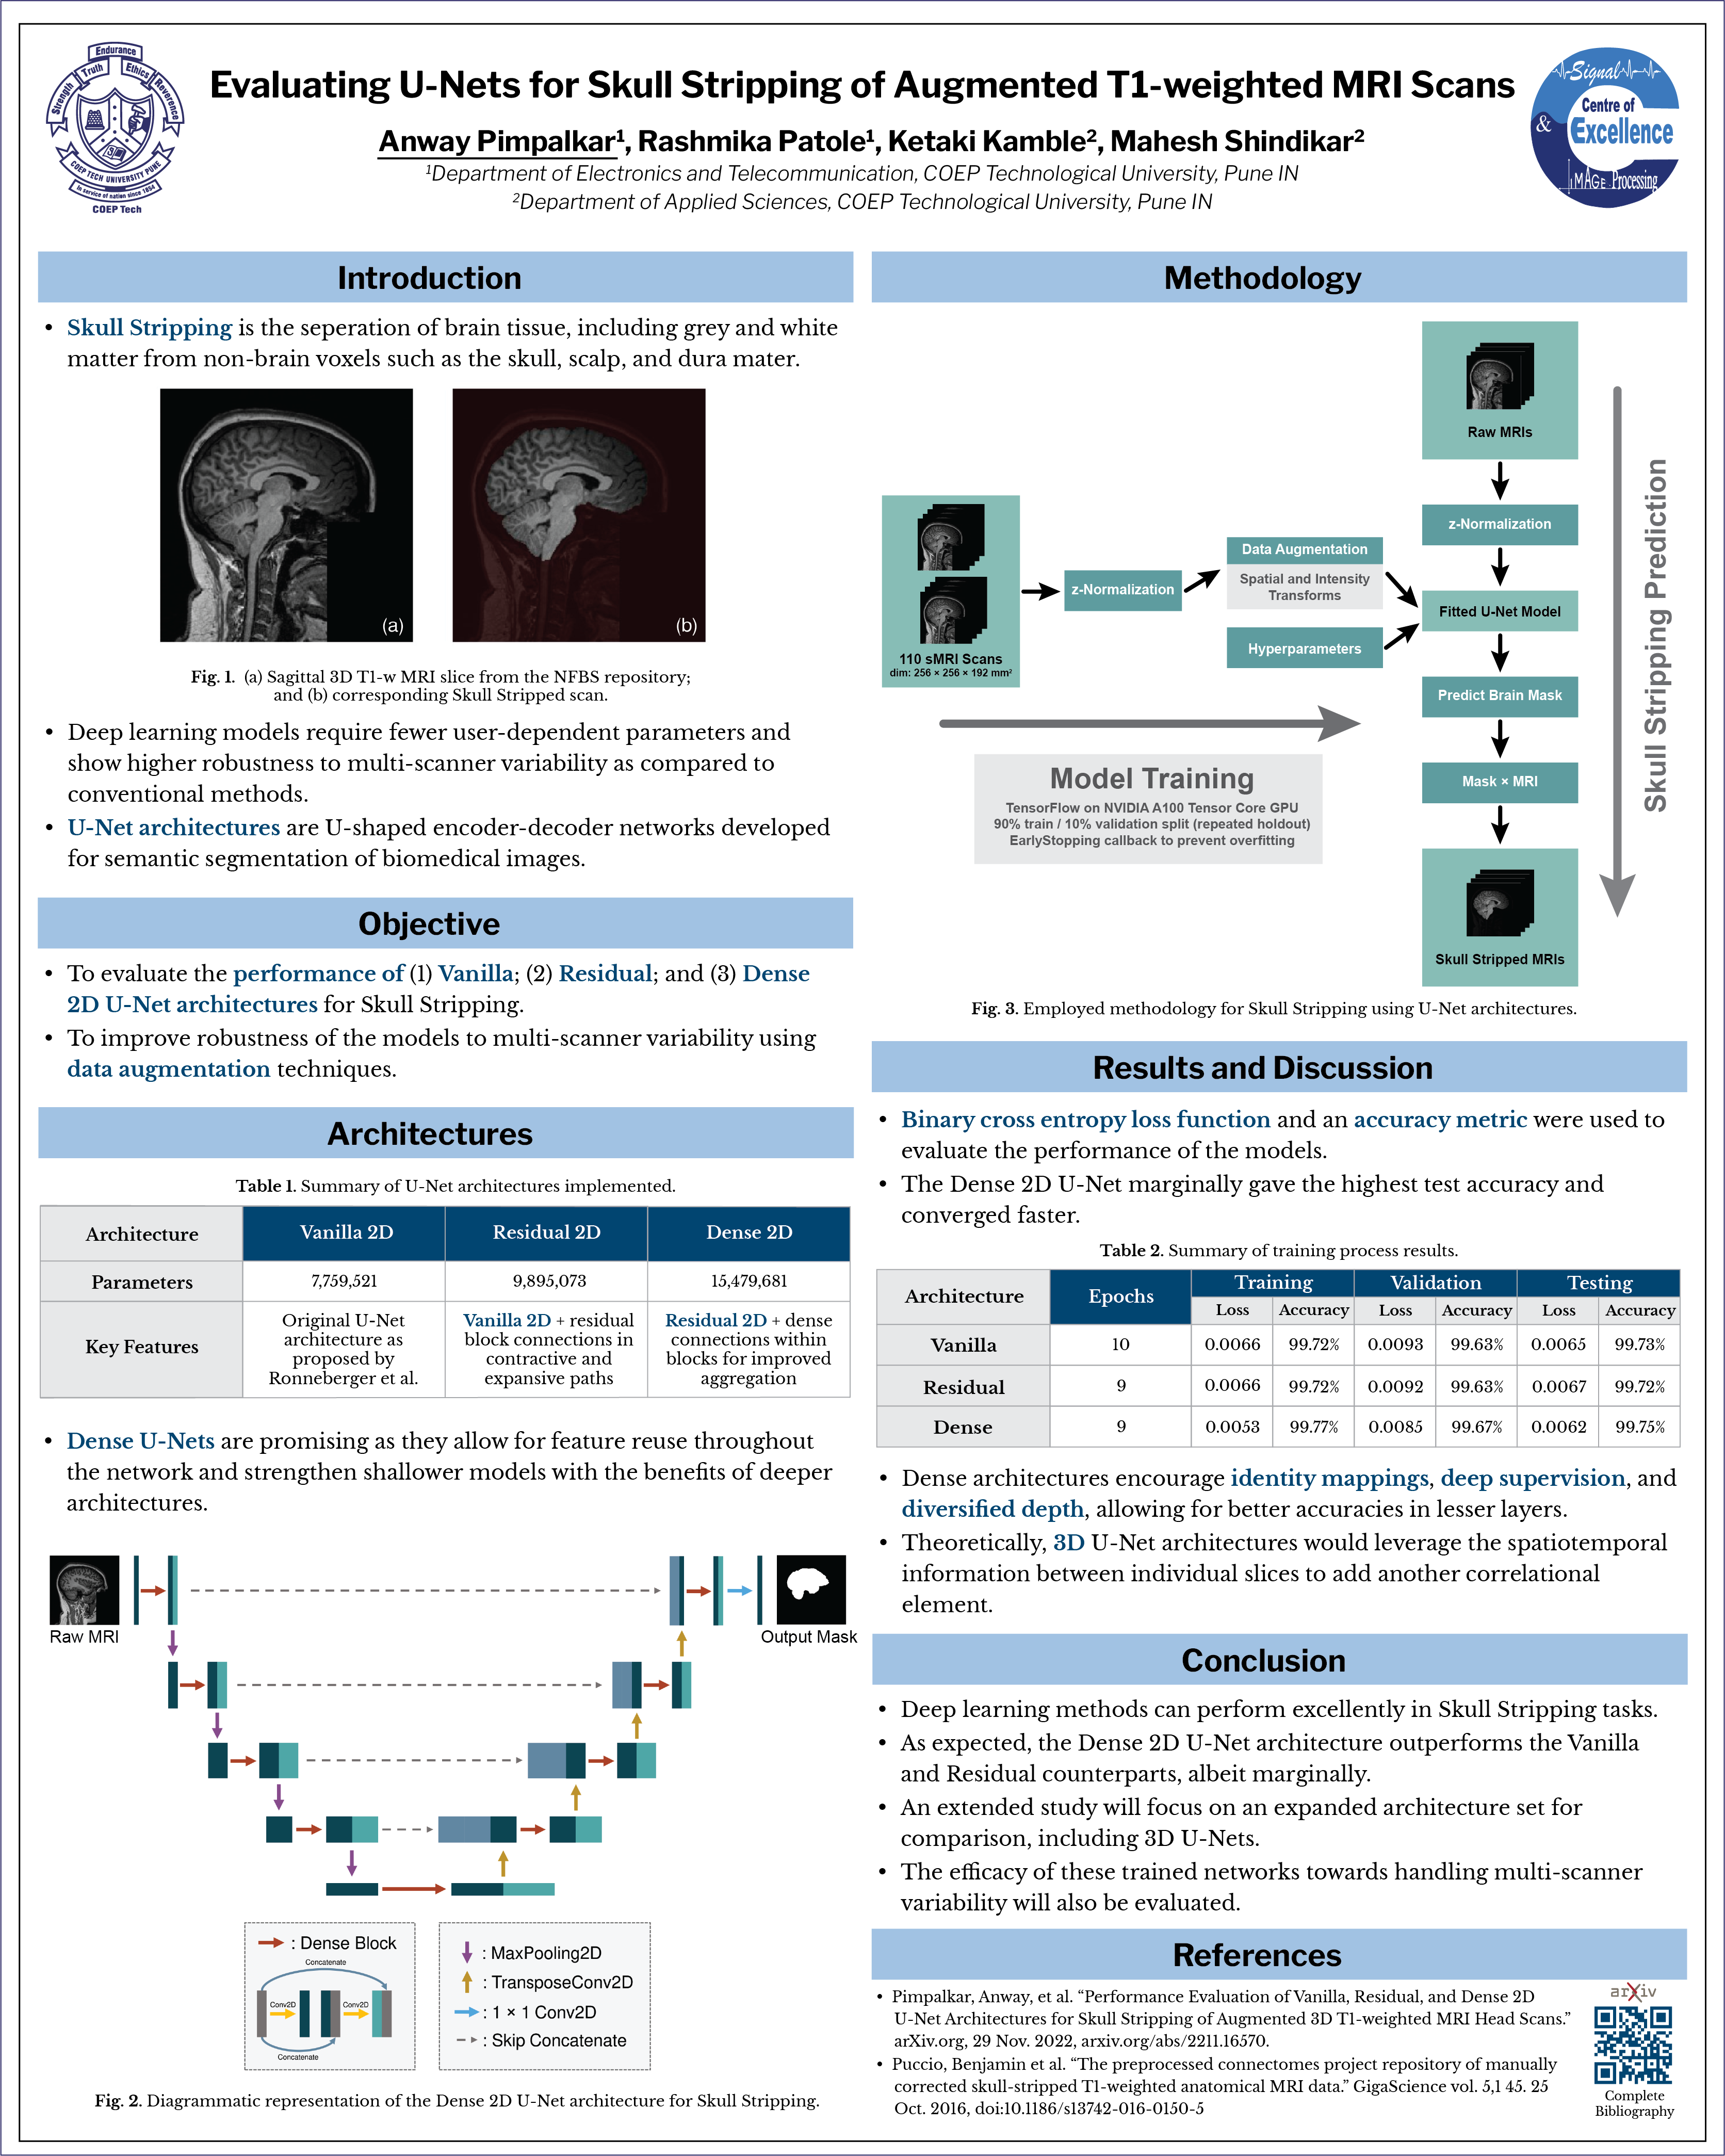 Endurance
Truth
Ethics
Strength
Reverence
COEP TECH UNIVERSITY PUNE
In service of nation since 1854
COEP Tech
Evaluating U-Nets for Skull Stripping of Augmented T1-weighted MRI Scans
Anway Pimpalkar¹, Rashmika Patole¹, Ketaki Kamble², Mahesh Shindikar²
¹Department of Electronics and Telecommunication, COEP Technological University, Pune IN
²Department of Applied Sciences, COEP Technological University, Pune IN
Signal
Centre of
& Excellence
IMAGE Processing
Introduction
• Skull Stripping is the seperation of brain tissue, including grey and white
matter from non-brain voxels such as the skull, scalp, and dura mater.
(a)
(b)
Fig. 1. (a) Sagittal 3D T1-w MRI slice from the NFBS repository;
and (b) corresponding Skull Stripped scan.
• Deep learning models require fewer user-dependent parameters and
show higher robustness to multi-scanner variability as compared to
conventional methods.
• U-Net architectures are U-shaped encoder-decoder networks developed
for semantic segmentation of biomedical images.
Objective
• To evaluate the performance of (1) Vanilla; (2) Residual; and (3) Dense
2D U-Net architectures for Skull Stripping.
• To improve robustness of the models to multi-scanner variability using
data augmentation techniques.
Architectures
Table 1. Summary of U-Net architectures implemented.
Architecture Vanilla 2D Residual 2D Dense 2D
Parameters 7,759,521 9,895,073 15,479,681
Key Features
Original U-Net
architecture as
proposed by
Ronneberger et al.
Vanilla 2D + residual
block connections in
contractive and
expansive paths
Residual 2D + dense
connections within
blocks for improved
aggregation
• Dense U-Nets are promising as they allow for feature reuse throughout
the network and strengthen shallower models with the benefits of deeper
architectures.
Raw MRI
Output Mask
: Dense Block
Concatenate
Conv2D
Conv2D
Concatenate
: MaxPooling2D
: TransposeConv2D
: 1 × 1 Conv2D
: Skip Concatenate
Fig. 2. Diagrammatic representation of the Dense 2D U-Net architecture for Skull Stripping.
Methodology
Raw MRIs
z-Normalization
110 sMRI Scans
dim: 256 × 256 × 192 mm²
z-Normalization
Data Augmentation
Spatial and Intensity
Transforms
Hyperparameters
Fitted U-Net Model
Predict Brain Mask
Mask × MRI
Skull Stripped MRIs
Skull Stripping Prediction
Model Training
TensorFlow on NVIDIA A100 Tensor Core GPU
90% train / 10% validation split (repeated holdout)
EarlyStopping callback to prevent overfitting
Fig. 3. Employed methodology for Skull Stripping using U-Net architectures.
Results and Discussion
• Binary cross entropy loss function and an accuracy metric were used to
evaluate the performance of the models.
• The Dense 2D U-Net marginally gave the highest test accuracy and
converged faster.
Table 2. Summary of training process results.
Architecture Epochs Training Validation Testing
Loss Accuracy Loss Accuracy Loss Accuracy
Vanilla 10 0.0066 99.72% 0.0093 99.63% 0.0065 99.73%
Residual 9 0.0066 99.72% 0.0092 99.63% 0.0067 99.72%
Dense 9 0.0053 99.77% 0.0085 99.67% 0.0062 99.75%
• Dense architectures encourage identity mappings, deep supervision, and
diversified depth, allowing for better accuracies in lesser layers.
• Theoretically, 3D U-Net architectures would leverage the spatiotemporal
information between individual slices to add another correlational
element.
Conclusion
• Deep learning methods can perform excellently in Skull Stripping tasks.
• As expected, the Dense 2D U-Net architecture outperforms the Vanilla
and Residual counterparts, albeit marginally.
• An extended study will focus on an expanded architecture set for
comparison, including 3D U-Nets.
• The efficacy of these trained networks towards handling multi-scanner
variability will also be evaluated.
References
• Pimpalkar, Anway, et al. “Performance Evaluation of Vanilla, Residual, and Dense 2D
U-Net Architectures for Skull Stripping of Augmented 3D T1-weighted MRI Head Scans.”
arXiv.org, 29 Nov. 2022, arxiv.org/abs/2211.16570.
• Puccio, Benjamin et al. “The preprocessed connectomes project repository of manually
corrected skull-stripped T1-weighted anatomical MRI data.” GigaScience vol. 5,1 45. 25
Oct. 2016, doi:10.1186/s13742-016-0150-5
arXiv
Complete
Bibliography